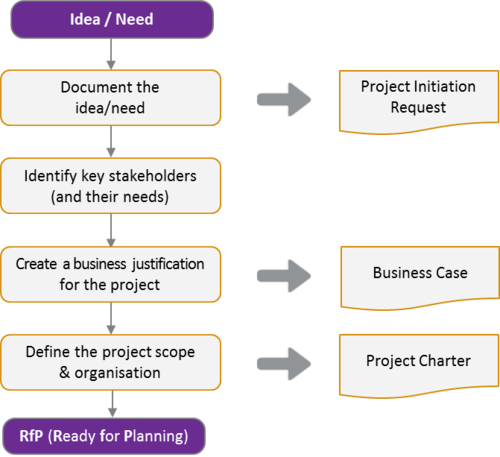 Idea / Need
Document the
idea/need
Project Initiation
Request
Identify key stakeholders
(and their needs)
Create a business justification
for the project
Business Case
Define the project scope
& organisation
Project Charter
RfP (Ready for Planning)